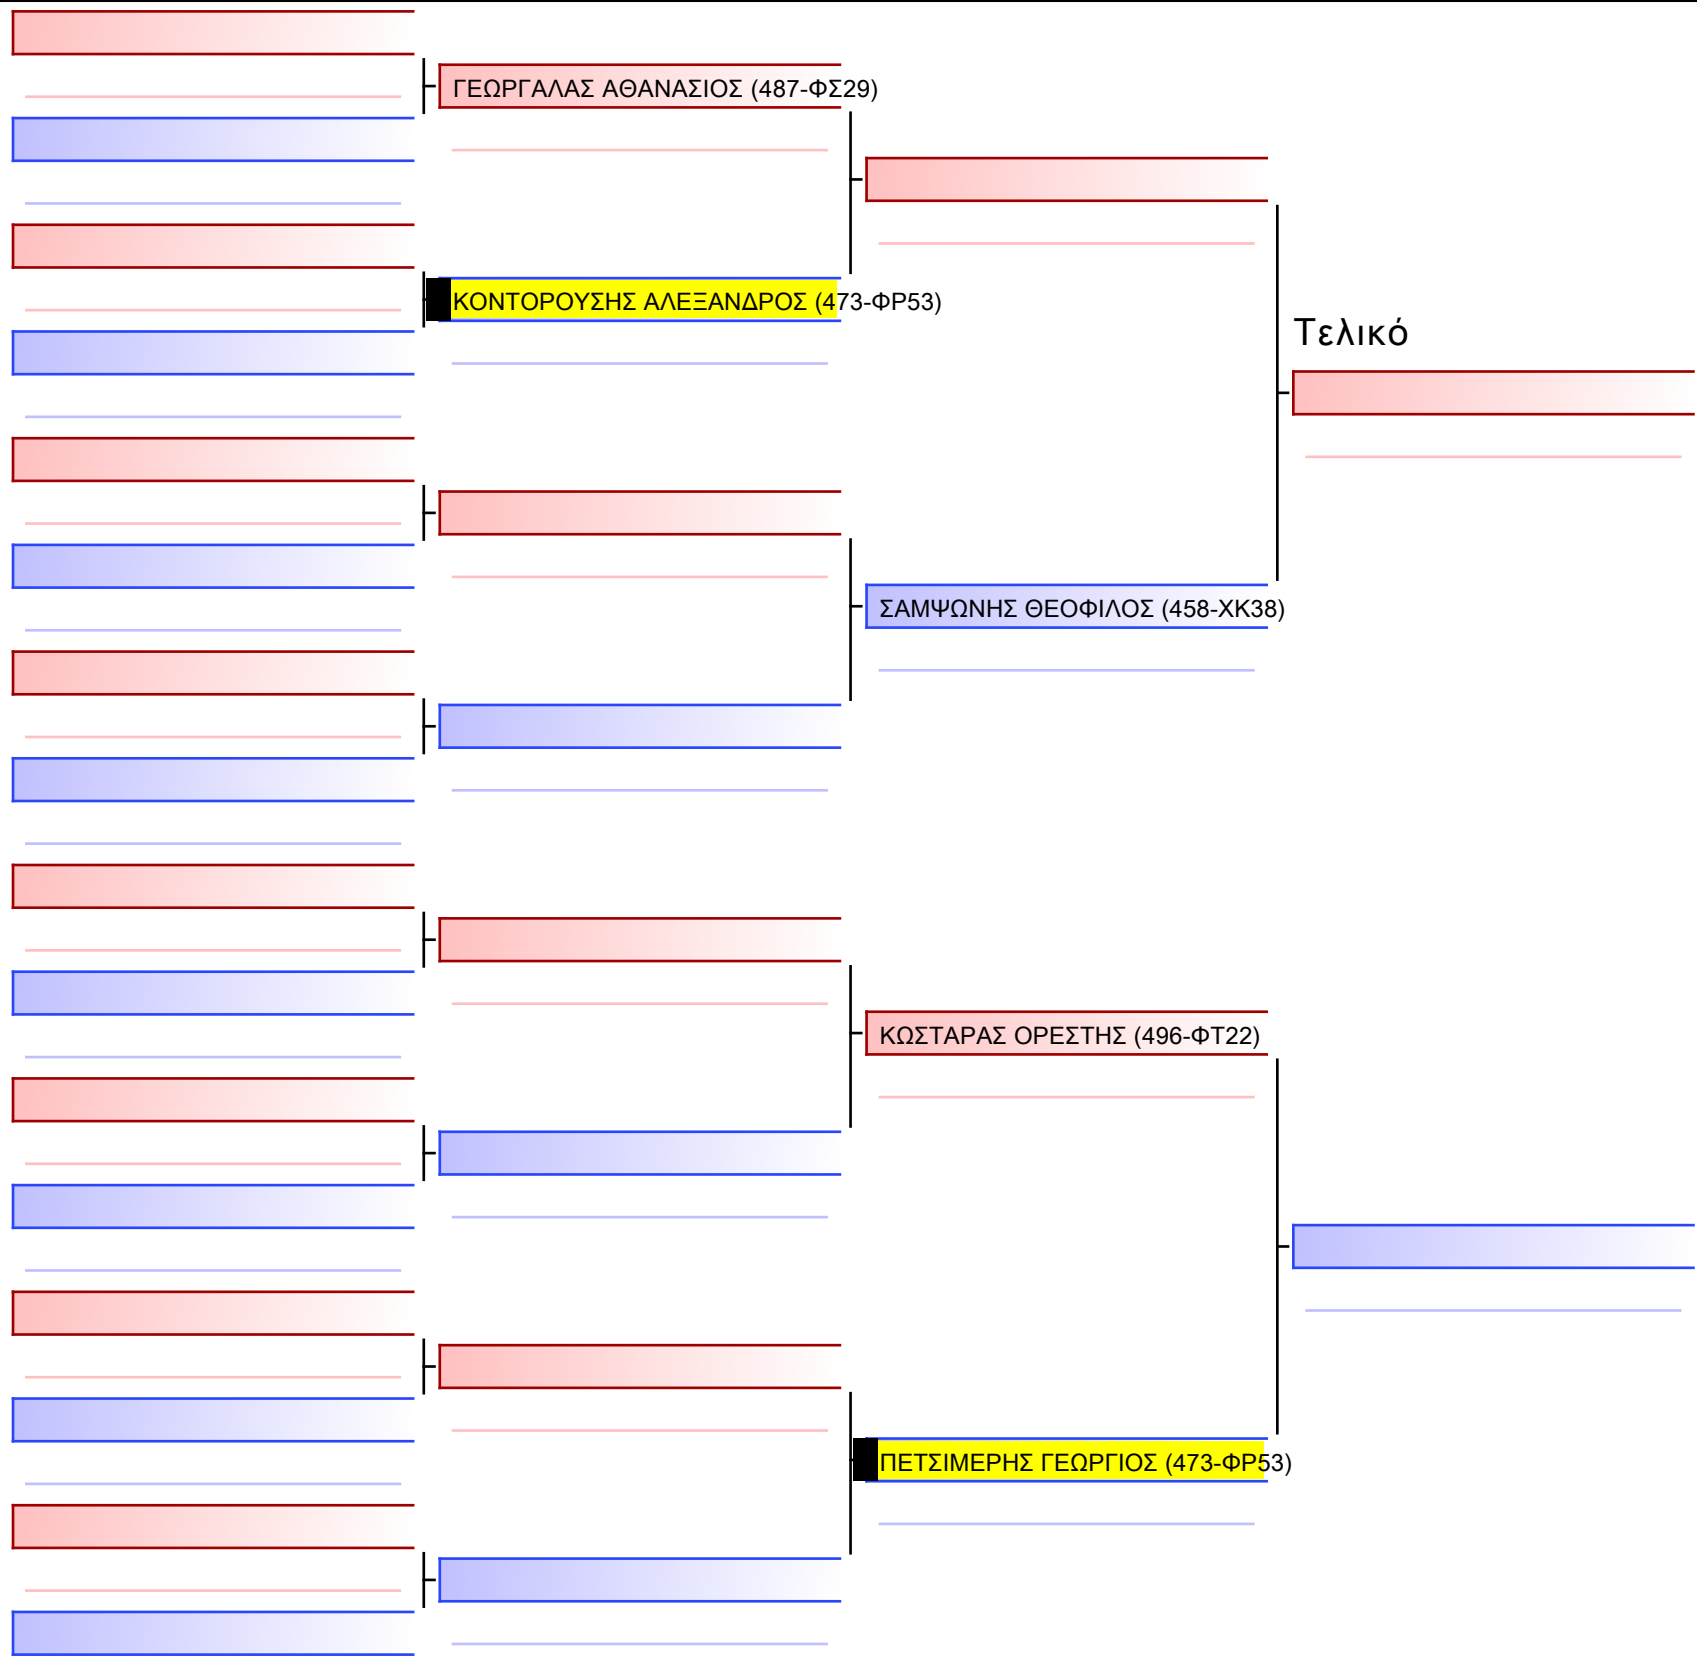 ΓΕΩΡΓΑΛΑΣ ΑΘΑΝΑΣΙΟΣ (487-ΦΣ29)
ΚΟΝΤΟΡΟΥΣΗΣ ΑΛΕΞΑΝΔΡΟΣ (473-ΦΡ53)
Τελικό
ΣΑΜΨΩΝΗΣ ΘΕΟΦΙΛΟΣ (458-ΧΚ38)
ΚΩΣΤΑΡΑΣ ΟΡΕΣΤΗΣ (496-ΦΤ22)
ΠΕΤΣΙΜΕΡΗΣ ΓΕΩΡΓΙΟΣ (473-ΦΡ53)